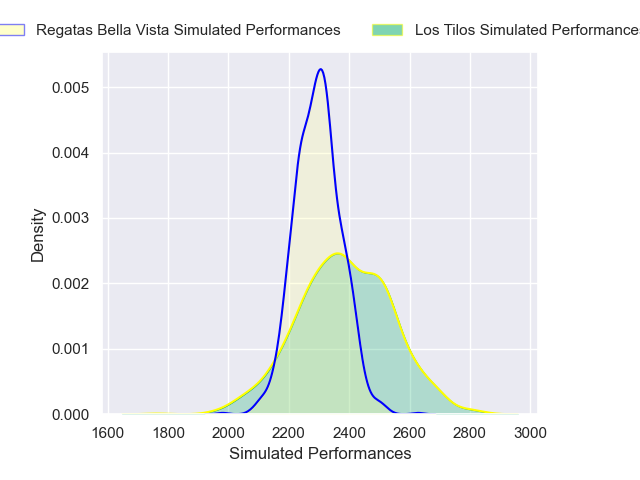 Regatas Bella Vista Simulated Performances
Los Tilos Simulated Performance
0.005
0.004
0.003
0.002
0.001
0.000
Density
1600 1800 2000 2200 2400 2600 2800 3000
Simulated Performances